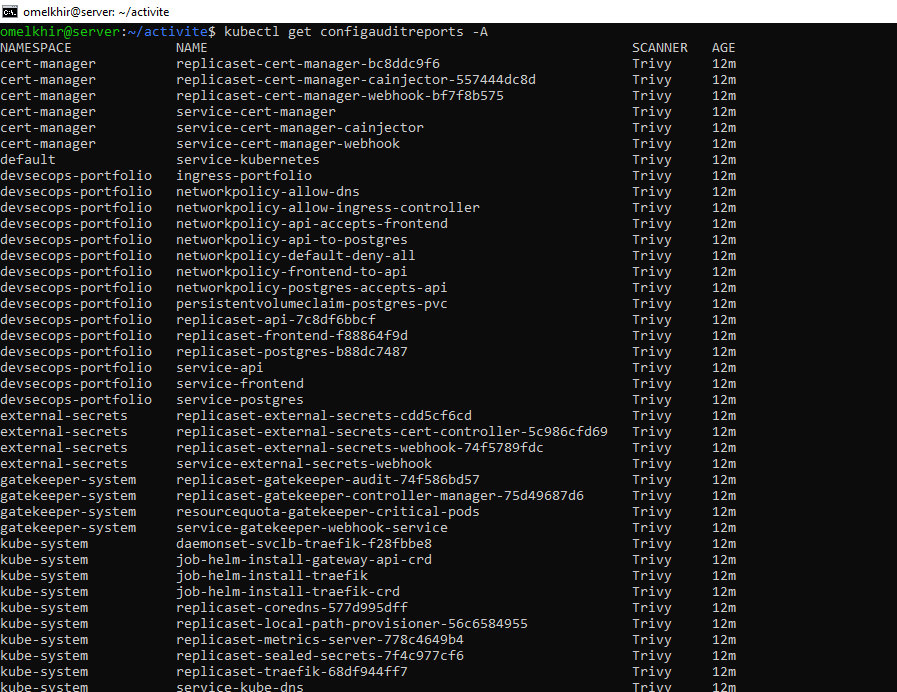 omelkhir@server: ~/activite
omelkhir@server:~/activite$ kubectl get configauditreports -A
NAMESPACE NAME SCANNER AGE
cert-manager replicaset-cert-manager-bc8ddc9f6 Trivy 12m
cert-manager replicaset-cert-manager-cainjector-557444dc8d Trivy 12m
cert-manager replicaset-cert-manager-webhook-bf7f8b575 Trivy 12m
cert-manager service-cert-manager Trivy 12m
cert-manager service-cert-manager-cainjector Trivy 12m
cert-manager service-cert-manager-webhook Trivy 12m
default service-kubernetes Trivy 12m
devsecops-portfolio ingress-portfolio Trivy 12m
devsecops-portfolio networkpolicy-allow-dns Trivy 12m
devsecops-portfolio networkpolicy-allow-ingress-controller Trivy 12m
devsecops-portfolio networkpolicy-api-accepts-frontend Trivy 12m
devsecops-portfolio networkpolicy-api-to-postgres Trivy 12m
devsecops-portfolio networkpolicy-default-deny-all Trivy 12m
devsecops-portfolio networkpolicy-frontend-to-api Trivy 12m
devsecops-portfolio networkpolicy-postgres-accepts-api Trivy 12m
devsecops-portfolio persistentvolumeclaim-postgres-pvc Trivy 12m
devsecops-portfolio replicaset-api-7c8df6bbcf Trivy 12m
devsecops-portfolio replicaset-frontend-f88864f9d Trivy 12m
devsecops-portfolio replicaset-postgres-b88dc7487 Trivy 12m
devsecops-portfolio service-api Trivy 12m
devsecops-portfolio service-frontend Trivy 12m
devsecops-portfolio service-postgres Trivy 12m
external-secrets replicaset-external-secrets-cdd5cf6cd Trivy 12m
external-secrets replicaset-external-secrets-cert-controller-5c986cfd69 Trivy 12m
external-secrets replicaset-external-secrets-webhook-74f5789fdc Trivy 12m
external-secrets service-external-secrets-webhook Trivy 12m
gatekeeper-system replicaset-gatekeeper-audit-74f586bd57 Trivy 12m
gatekeeper-system replicaset-gatekeeper-controller-manager-75d49687d6 Trivy 12m
gatekeeper-system resourcequota-gatekeeper-critical-pods Trivy 12m
gatekeeper-system service-gatekeeper-webhook-service Trivy 12m
kube-system daemonset-svclb-traefik-f28fbbe8 Trivy 12m
kube-system job-helm-install-gateway-api-crd Trivy 12m
kube-system job-helm-install-traefik Trivy 12m
kube-system job-helm-install-traefik-crd Trivy 12m
kube-system replicaset-coredns-577d995dff Trivy 12m
kube-system replicaset-local-path-provisioner-56c6584955 Trivy 12m
kube-system replicaset-metrics-server-778c4649b4 Trivy 12m
kube-system replicaset-sealed-secrets-7f4c977cf6 Trivy 12m
kube-system replicaset-traefik-68df944ff7 Trivy 12m
kube-system service-kube-dns Trivy 12m